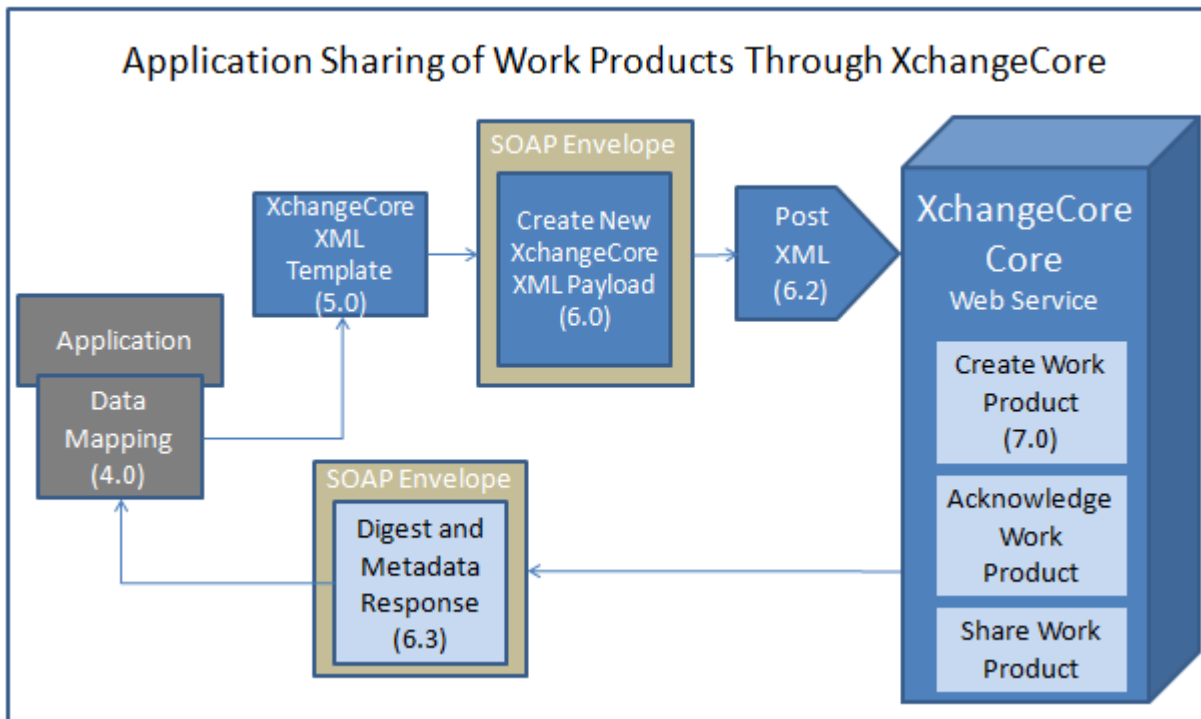 Application Sharing of Work Products Through XchangeCore
SOAP Envelope
XchangeCore
XML
Template
(5.0)
Create New
XchangeCore
XML Payload
(6.0)
Post
XML
(6.2)
XchangeCore
Core
Web Service
Create Work
Product
(7.0)
Acknowledge
Work
Product
Share Work
Product
Application
Data
Mapping
(4.0)
SOAP Envelope
Digest and
Metadata
Response
(6.3)